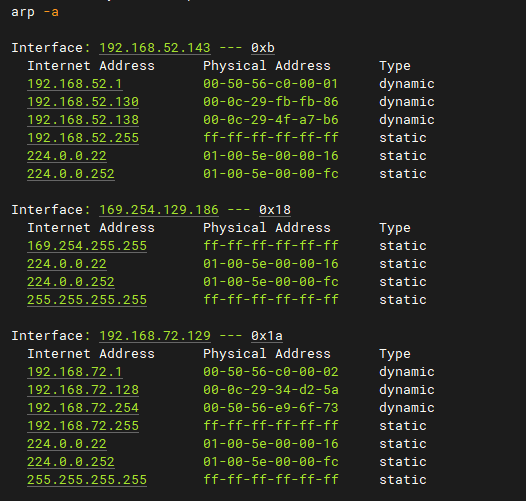 arp -a
Interface: 192.168.52.143 --- 0xb
Internet Address Physical Address Type
192.168.52.1 00-50-56-c0-00-01 dynamic
192.168.52.130 00-0c-29-fb-fb-86 dynamic
192.168.52.138 00-0c-29-4f-a7-b6 dynamic
192.168.52.255 ff-ff-ff-ff-ff-ff static
224.0.0.22 01-00-5e-00-00-16 static
224.0.0.252 01-00-5e-00-00-fc static
Interface: 169.254.129.186 --- 0x18
Internet Address Physical Address Type
169.254.255.255 ff-ff-ff-ff-ff-ff static
224.0.0.22 01-00-5e-00-00-16 static
224.0.0.252 01-00-5e-00-00-fc static
255.255.255.255 ff-ff-ff-ff-ff-ff static
Interface: 192.168.72.129 --- 0x1a
Internet Address Physical Address Type
192.168.72.1 00-50-56-c0-00-02 dynamic
192.168.72.128 00-0c-29-34-d2-5a dynamic
192.168.72.254 00-50-56-e9-6f-73 dynamic
192.168.72.255 ff-ff-ff-ff-ff-ff static
224.0.0.22 01-00-5e-00-00-16 static
224.0.0.252 01-00-5e-00-00-fc static
255.255.255.255 ff-ff-ff-ff-ff-ff static